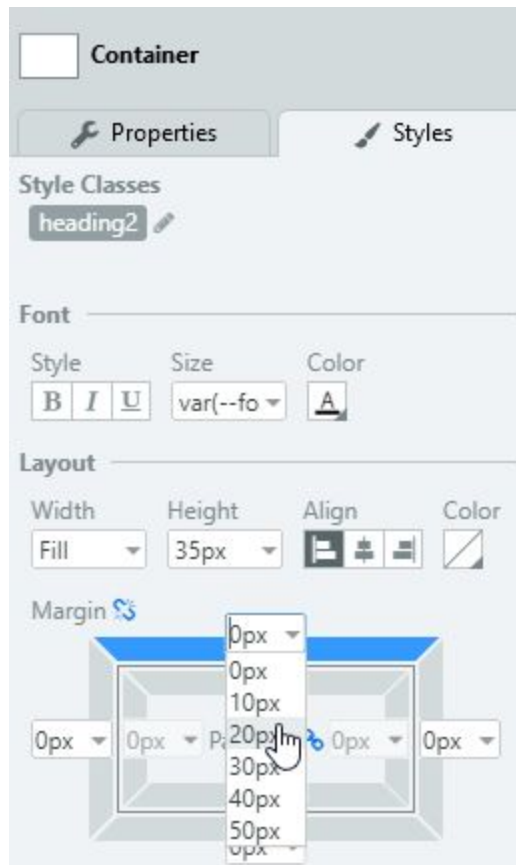 Container
Properties Styles
Style Classes
heading2
Font
Style Size Color
B I U var(--fo A
Layout
Width Height Align Color
Fill 35px
Margin
0px
0px
10px
0px 0px 20px 0px 0px
30px
40px
50px
0px